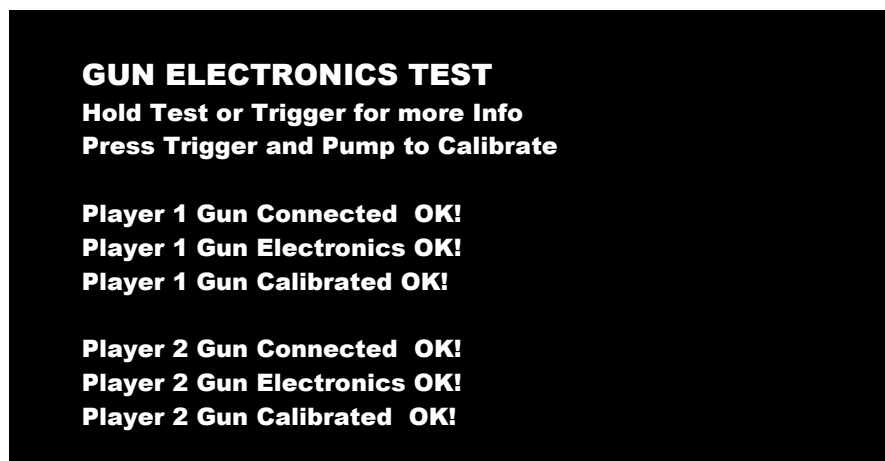 GUN ELECTRONICS TEST
Hold Test or Trigger for more Info
Press Trigger and Pump to Calibrate
Player 1 Gun Connected  OK!
Player 1 Gun Electronics OK!
Player 1 Gun Calibrated OK!
Player 2 Gun Connected  OK!
Player 2 Gun Electronics OK!
Player 2 Gun Calibrated  OK!